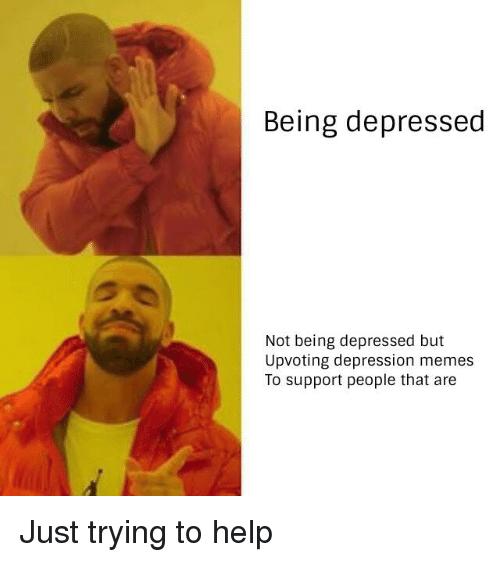 Being depressed
Not being depressed but
Upvoting depression memes
To support people that are
Just trying to help